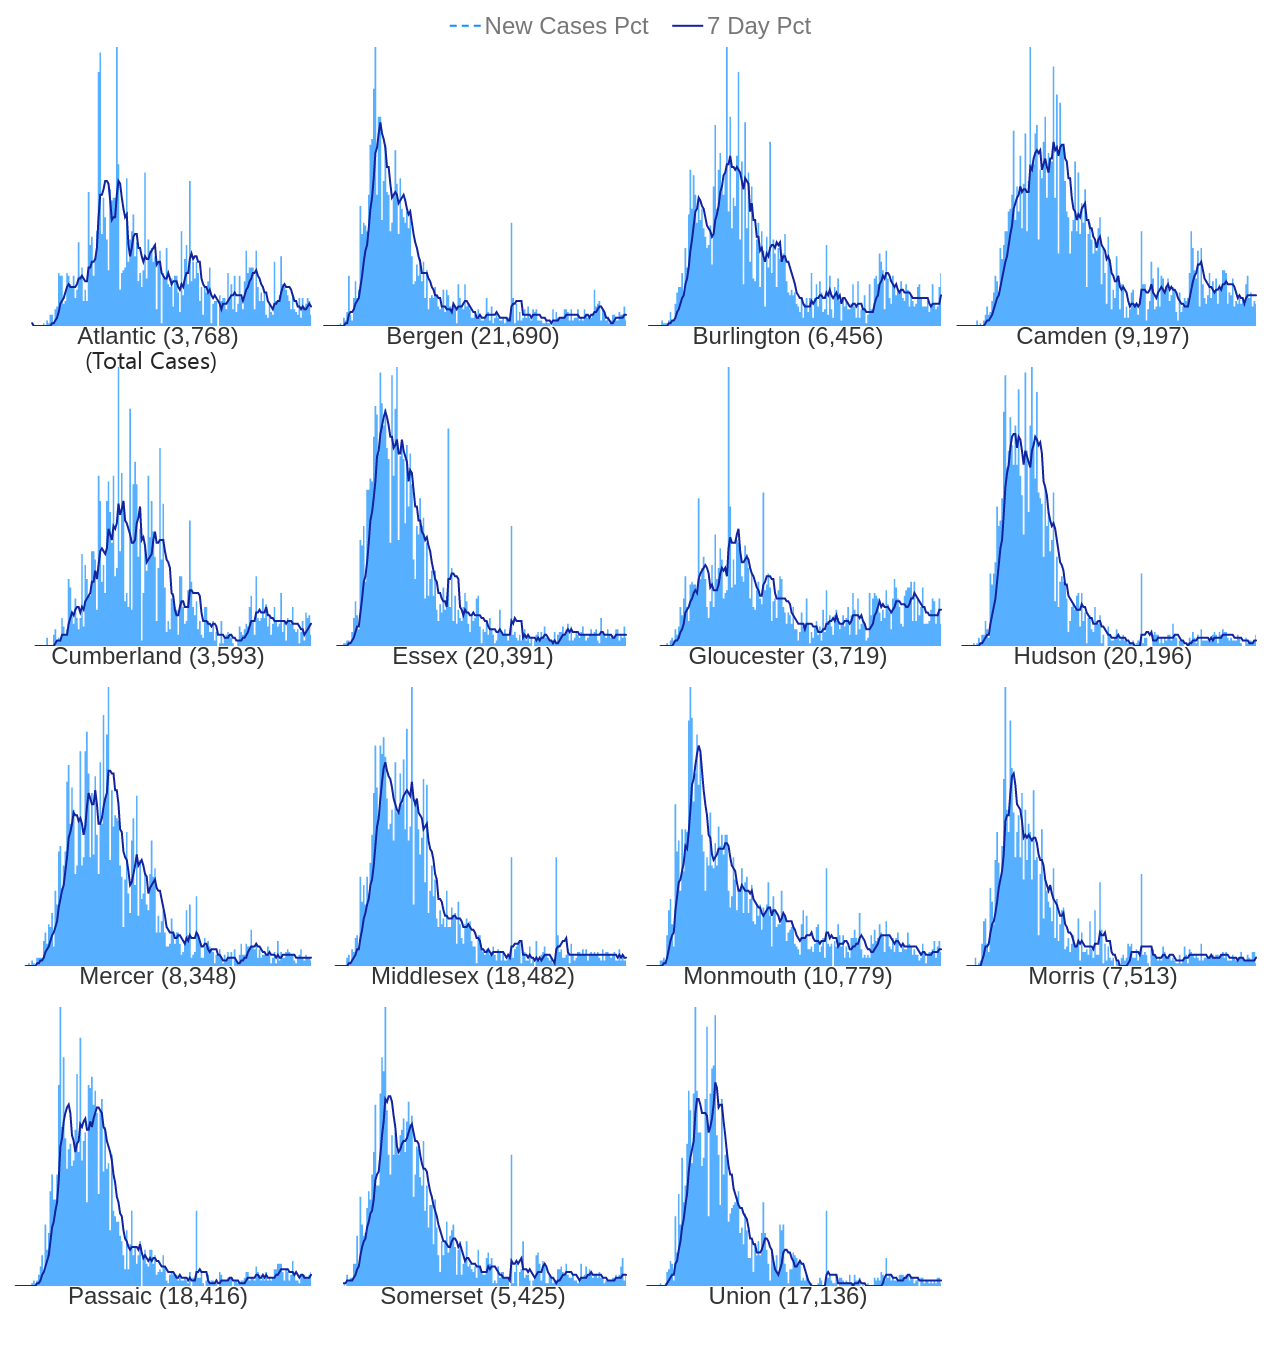 New Cases Pct 7 Day Pct
Atlantic (3,768) Bergen (21,690) Burlington (6,456) Camden (9,197)
(Total Cases)
Cumberland (3,593) Essex (20,391) Gloucester (3,719) Hudson (20,196)
Mercer (8,348) Middlesex (18,482) Monmouth (10,779) Morris (7,513)
Passaic (18,416) Somerset (5,425) Union (17,136)